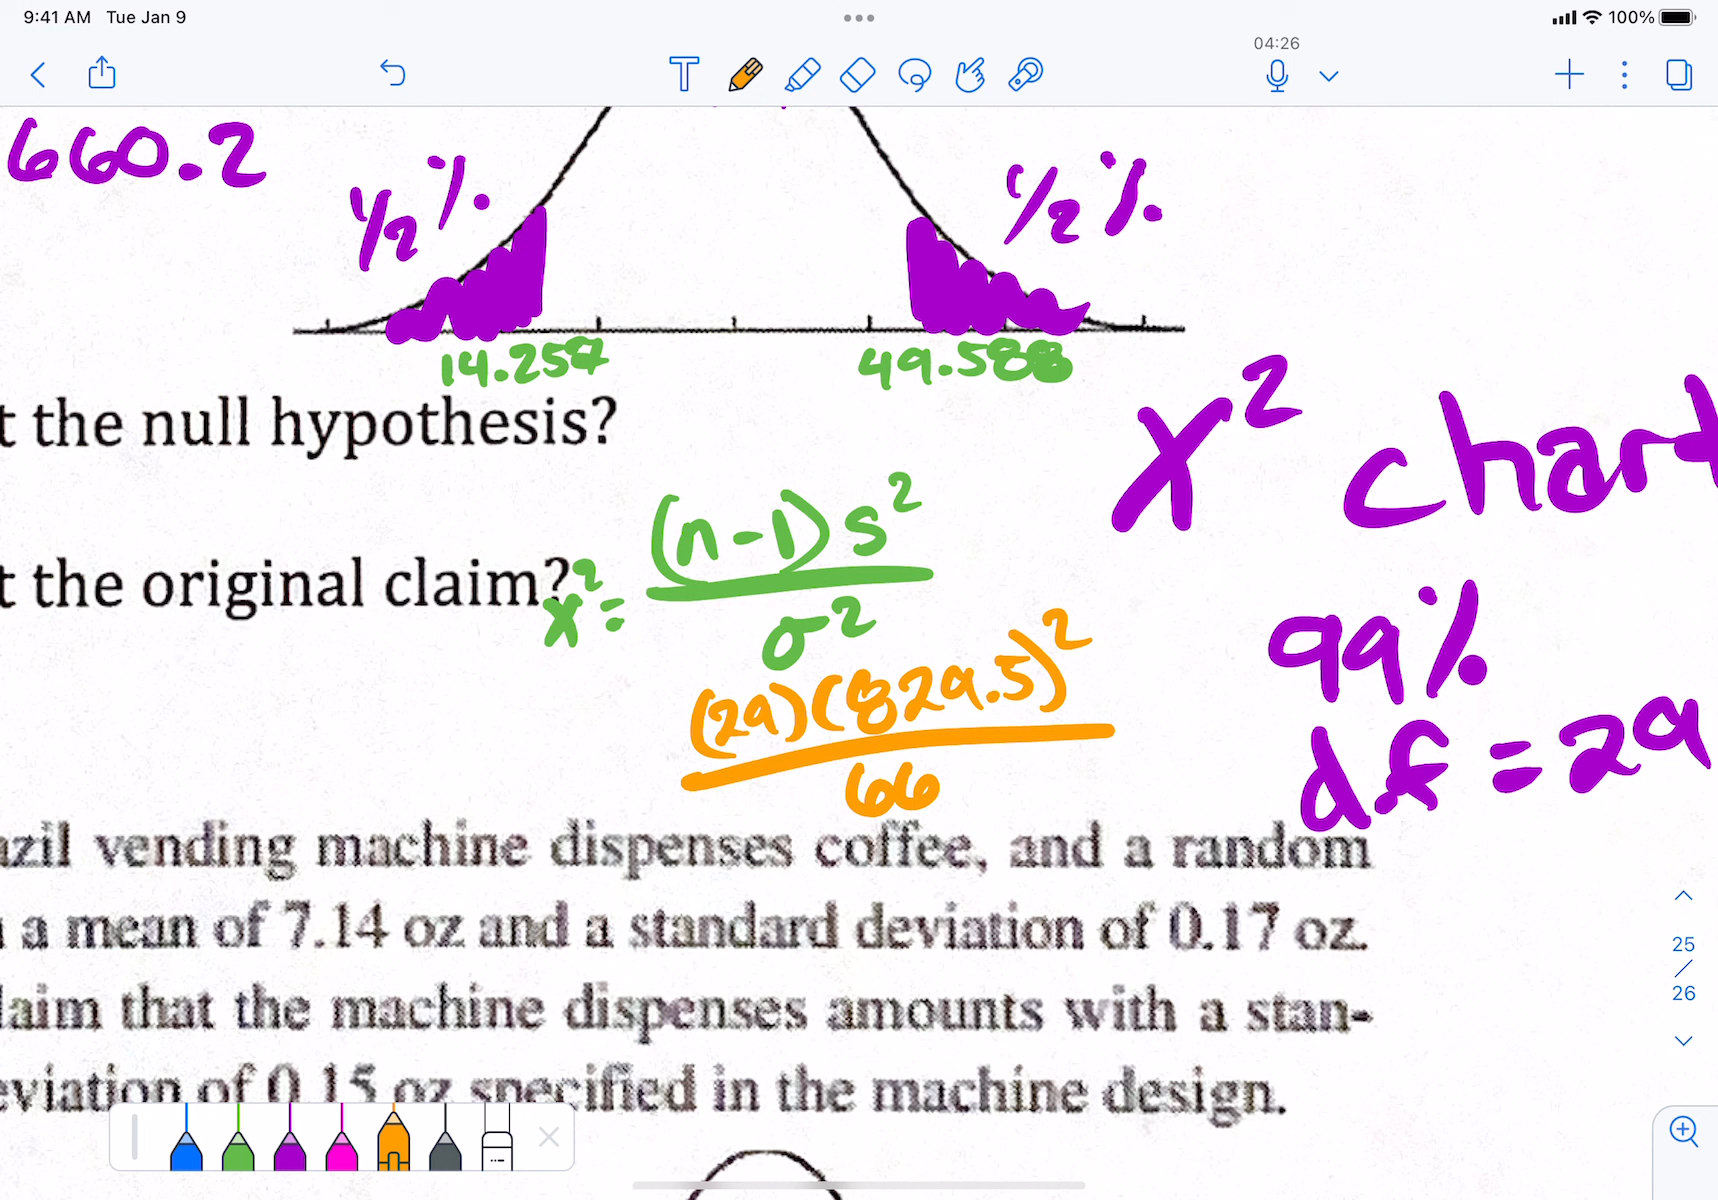 9:41 AM Tue Jan 9
100%
04:26
660.2
1/2 %.
1/2 %.
14.257
49.588
t the null hypothesis?
x² chart
(n-1)s²
t the original claim?
x²=
σ²
99%
(29)(829.5)²
66
df=29
azil vending machine dispenses coffee, and a random
a mean of 7.14 oz and a standard deviation of 0.17 oz.
laim that the machine dispenses amounts with a stan-
eviation of 0.15 oz specified in the machine design.
25
/
26